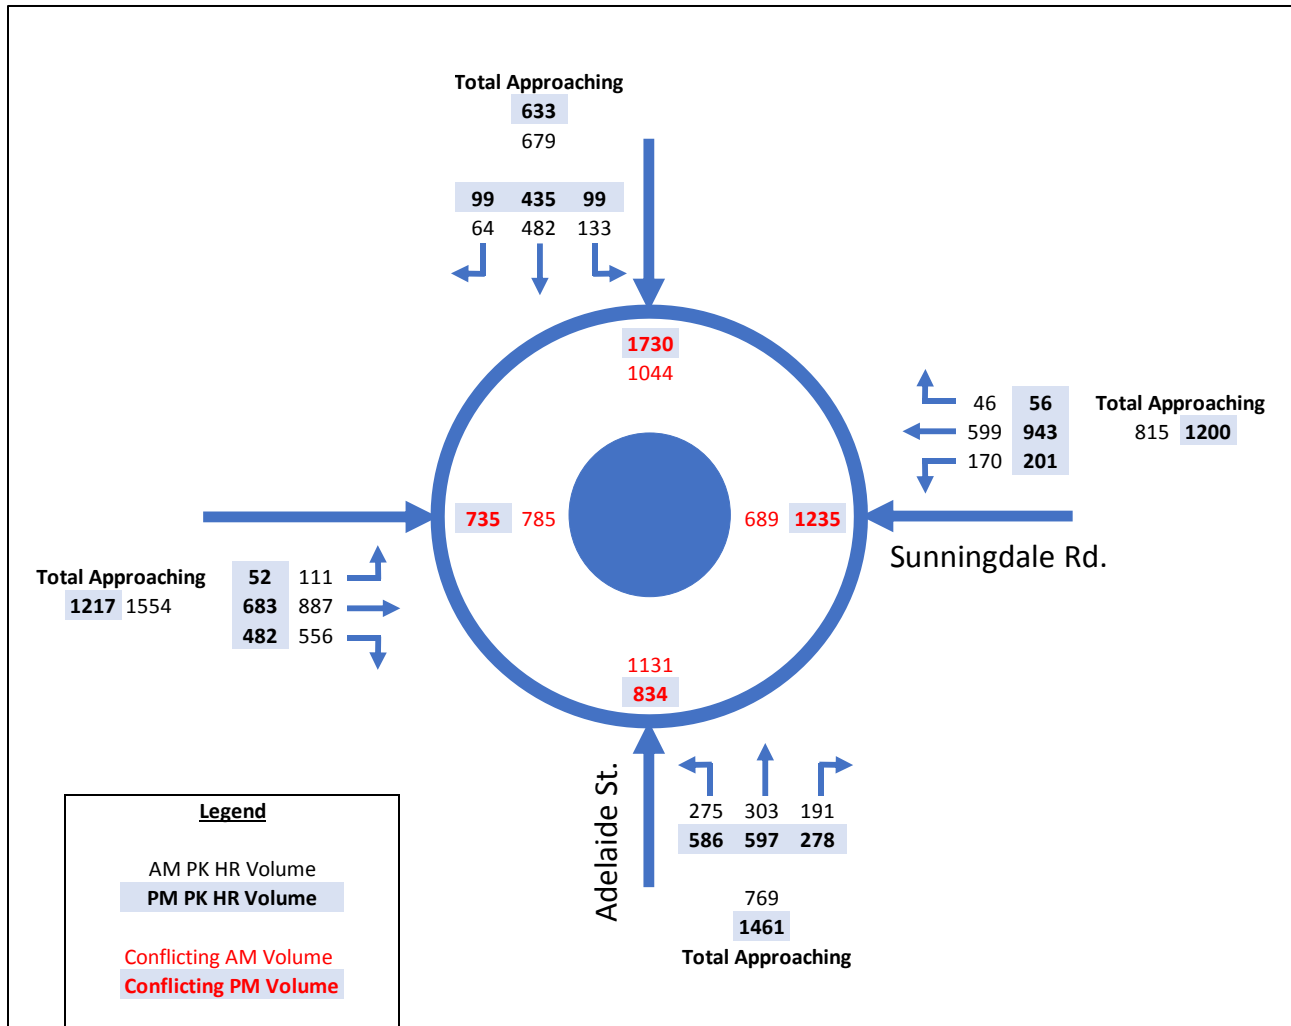 Total Approaching
633
679
99 435 99
64 482 133
1730
1044
46 56
599 943
170 201
Total Approaching
815 1200
735 785
689 1235
Sunningdale Rd.
Total Approaching
1217 1554
52 111
683 887
482 556
1131
834
Adelaide St.
275 303 191
586 597 278
769
1461
Total Approaching
Legend
AM PK HR Volume
PM PK HR Volume
Conflicting AM Volume
Conflicting PM Volume